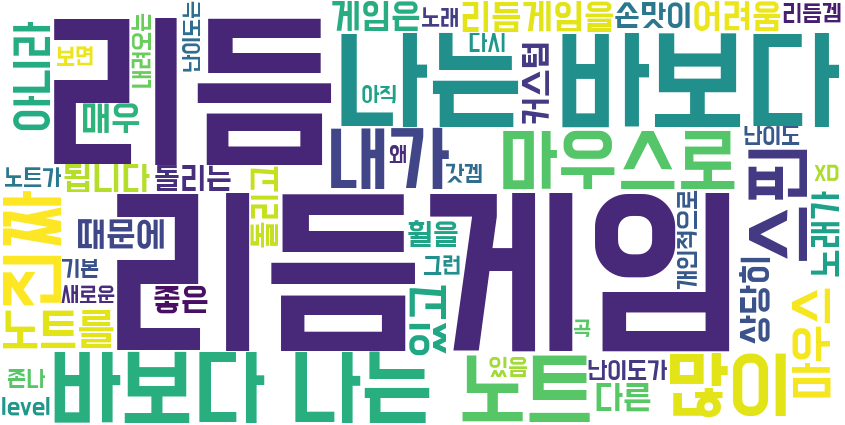 게임은 노래 리듬게임을 손맛이 어려움 리듬겜
아니라 보면 내려오는 난이도는 리듬 나는 바보다
다시 커스텀
매우 아직
내가 왜 갓겜 마우스로 난이도 스핀 XD
노트가 됩니다 돌리는 돌리고
진짜 때문에 리듬게임 휠을 그런 개인적으로 노래가
기본 새로운 좋은 있고 곡 상당히 마우스
노트를
존나 level 바보다 나는 노트 있음 난이도가 다른 많이